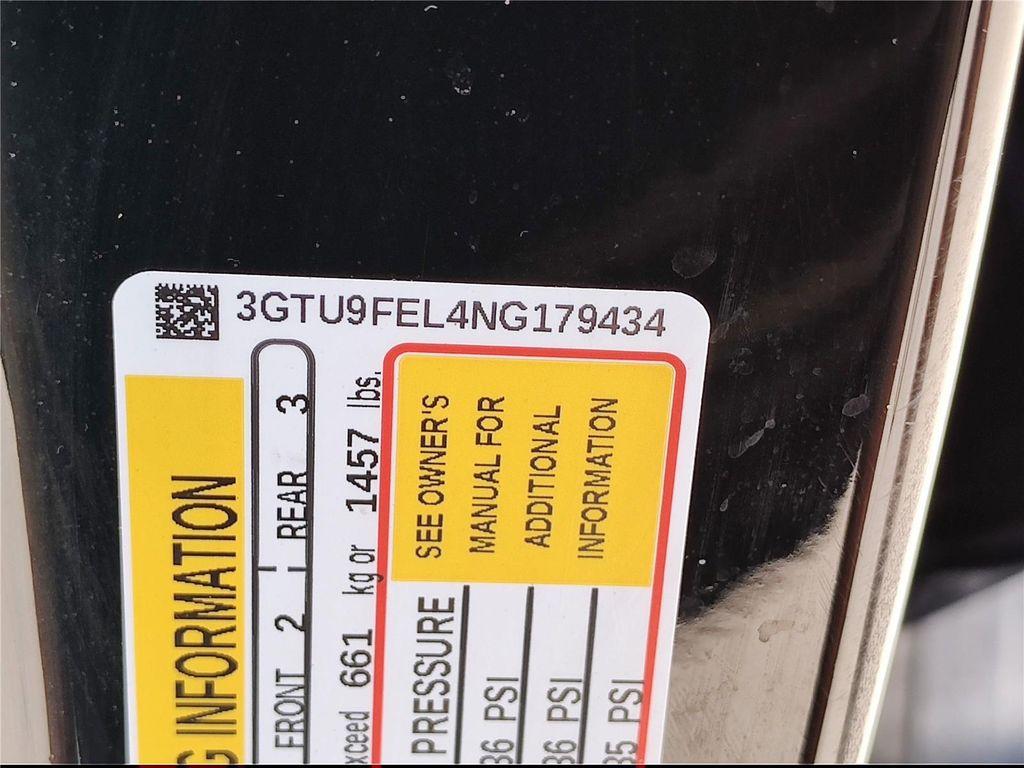 3GTU9FEL4NG179434
G INFORMATION
FRONT 2 REAR 3
xceed 661 kg or 1457 lbs.
PRESSURE
36 PSI
36 PSI
35 PSI
SEE OWNER'S
MANUAL FOR
ADDITIONAL
INFORMATION